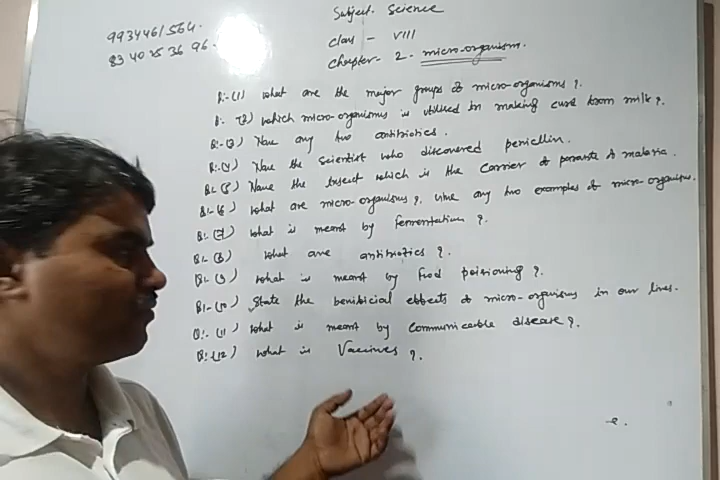 Subject. Science
9934461564.
8340253696.
class - VIII
chapter - 2. micro-organism.
Q:-(1) What are the major groups of micro-organisms ?.
Q:- (2) which micro-organisms is utilised in making curd from milk ?.
Q:-(3) Name any two antibiotics.
Q:-(4) Name the scientist who discovered penicillin.
Q:-(5) Name the Insect which is the carrier of parasite of malaria.
Q:-(6) What are micro-organisms ?. write any two examples of micro-organisms.
Q:-(7) What is meant by fermentation ?.
Q:-(8) What are antibiotics ?.
Q:-(9) What is meant by food poisioning ?.
Q:-(10) State the benibicial effects of micro-organisms in our lives.
Q:-(11) What is meant by Communicable disease ?.
Q:-(12) What is Vaccines ?.